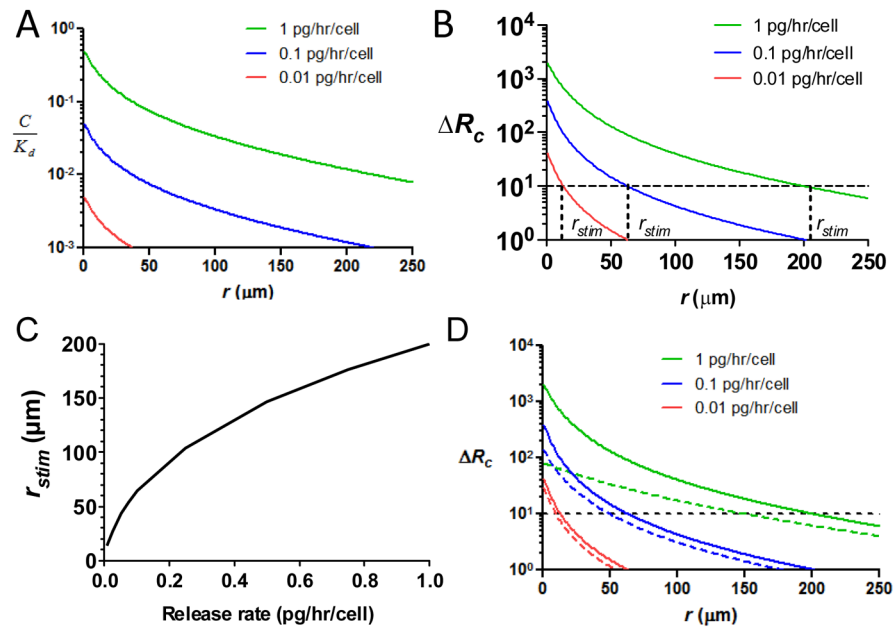 A
1 pg/hr/cell
0.1 pg/hr/cell
0.01 pg/hr/cell
C
K_d
10^0
10^-1
10^-2
10^-3
0 50 100 150 200 250
r (μm)
B
1 pg/hr/cell
0.1 pg/hr/cell
0.01 pg/hr/cell
ΔR_c
10^4
10^3
10^2
10^1
10^0
r_stim r_stim r_stim
0 50 100 150 200 250
r (μm)
C
r_stim (μm)
200
150
100
50
0
0.0 0.2 0.4 0.6 0.8 1.0
Release rate (pg/hr/cell)
D
1 pg/hr/cell
0.1 pg/hr/cell
0.01 pg/hr/cell
ΔR_c
10^4
10^3
10^2
10^1
10^0
0 50 100 150 200 250
r (μm)